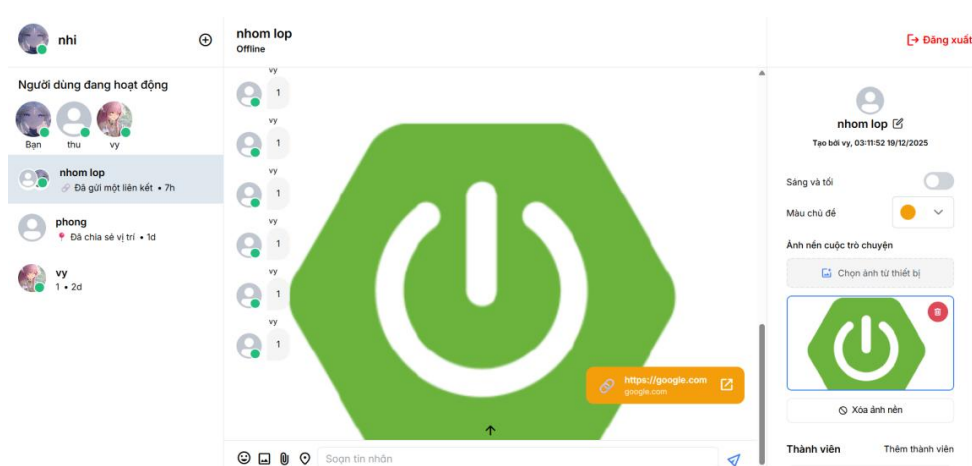 nhi
Người dùng đang hoạt động
Bạn
thu
vy
nhom lop
Đã gửi một liên kết • 7h
phong
Đã chia sẻ vị trí • 1d
vy
1 • 2d
nhom lop
Offline
vy
1
vy
1
vy
1
vy
1
vy
1
vy
1
https://google.com
google.com
Soạn tin nhắn
Đăng xuất
nhom lop
Tạo bởi vy, 03:11:52 19/12/2025
Sáng và tối
Màu chủ đề
Ảnh nền cuộc trò chuyện
Chọn ảnh từ thiết bị
Xóa ảnh nền
Thành viên
Thêm thành viên